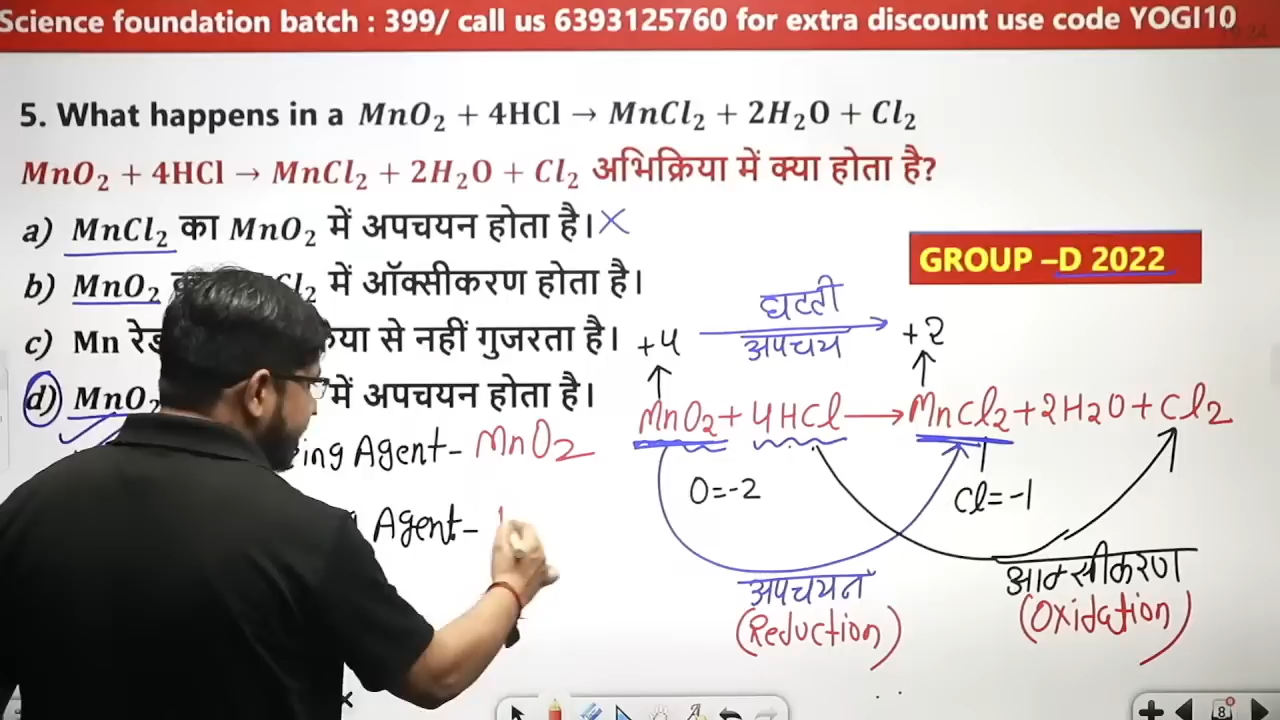 Science foundation batch : 399/ call us 6393125760 for extra discount use code YOGI10
5. What happens in a MnO₂ + 4HCl → MnCl₂ + 2H₂O + Cl₂
MnO₂ + 4HCl → MnCl₂ + 2H₂O + Cl₂ अभिक्रिया में क्या होता है?
a) MnCl₂ का MnO₂ में अपचयन होता है। X
b) MnO₂ में ऑक्सीकरण होता है।
c) Mn से नहीं गुजरता है।
d) MnO₂ में अपचयन होता है।
GROUP –D 2022
घटती
अपचय
+4
+2
MnO₂ + 4HCl → MnCl₂ + 2H₂O + Cl₂
O=-2
Cl=-1
अपचयन
(Reduction)
आक्सीकरण
(Oxidation)
Agent- MnO₂
Agent-
8